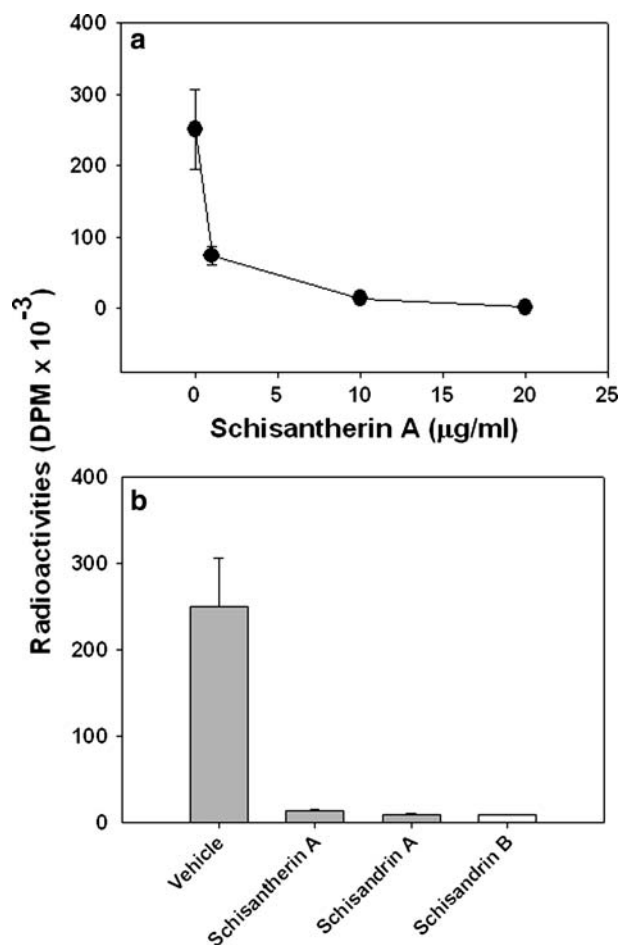 a
400
300
200
100
0
0 5 10 15 20 25
Schisantherin A (μg/ml)
Radioactivities (DPM x 10⁻³)
b
400
300
200
100
0
Vehicle
Schisantherin A
Schisandrin A
Schisandrin B